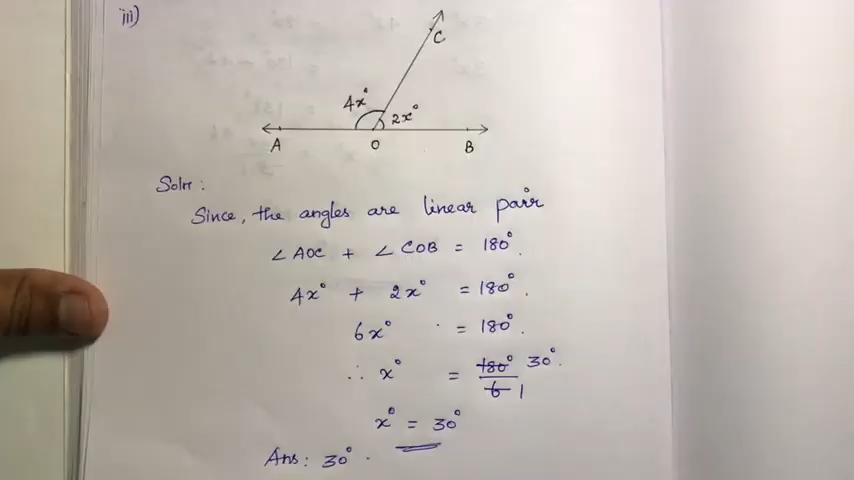 iii)
C
4x° 2x°
A O B
Soln:
Since, the angles are linear pair
∠AOC + ∠COB = 180°.
4x° + 2x° = 180°.
6x° = 180°.
∴ x° = 180°/6 30°. 1
x° = 30°
Ans: 30°.